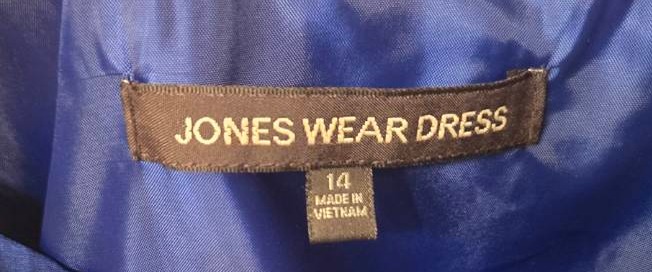 JONES WEAR DRESS
14
MADE IN
VIETNAM